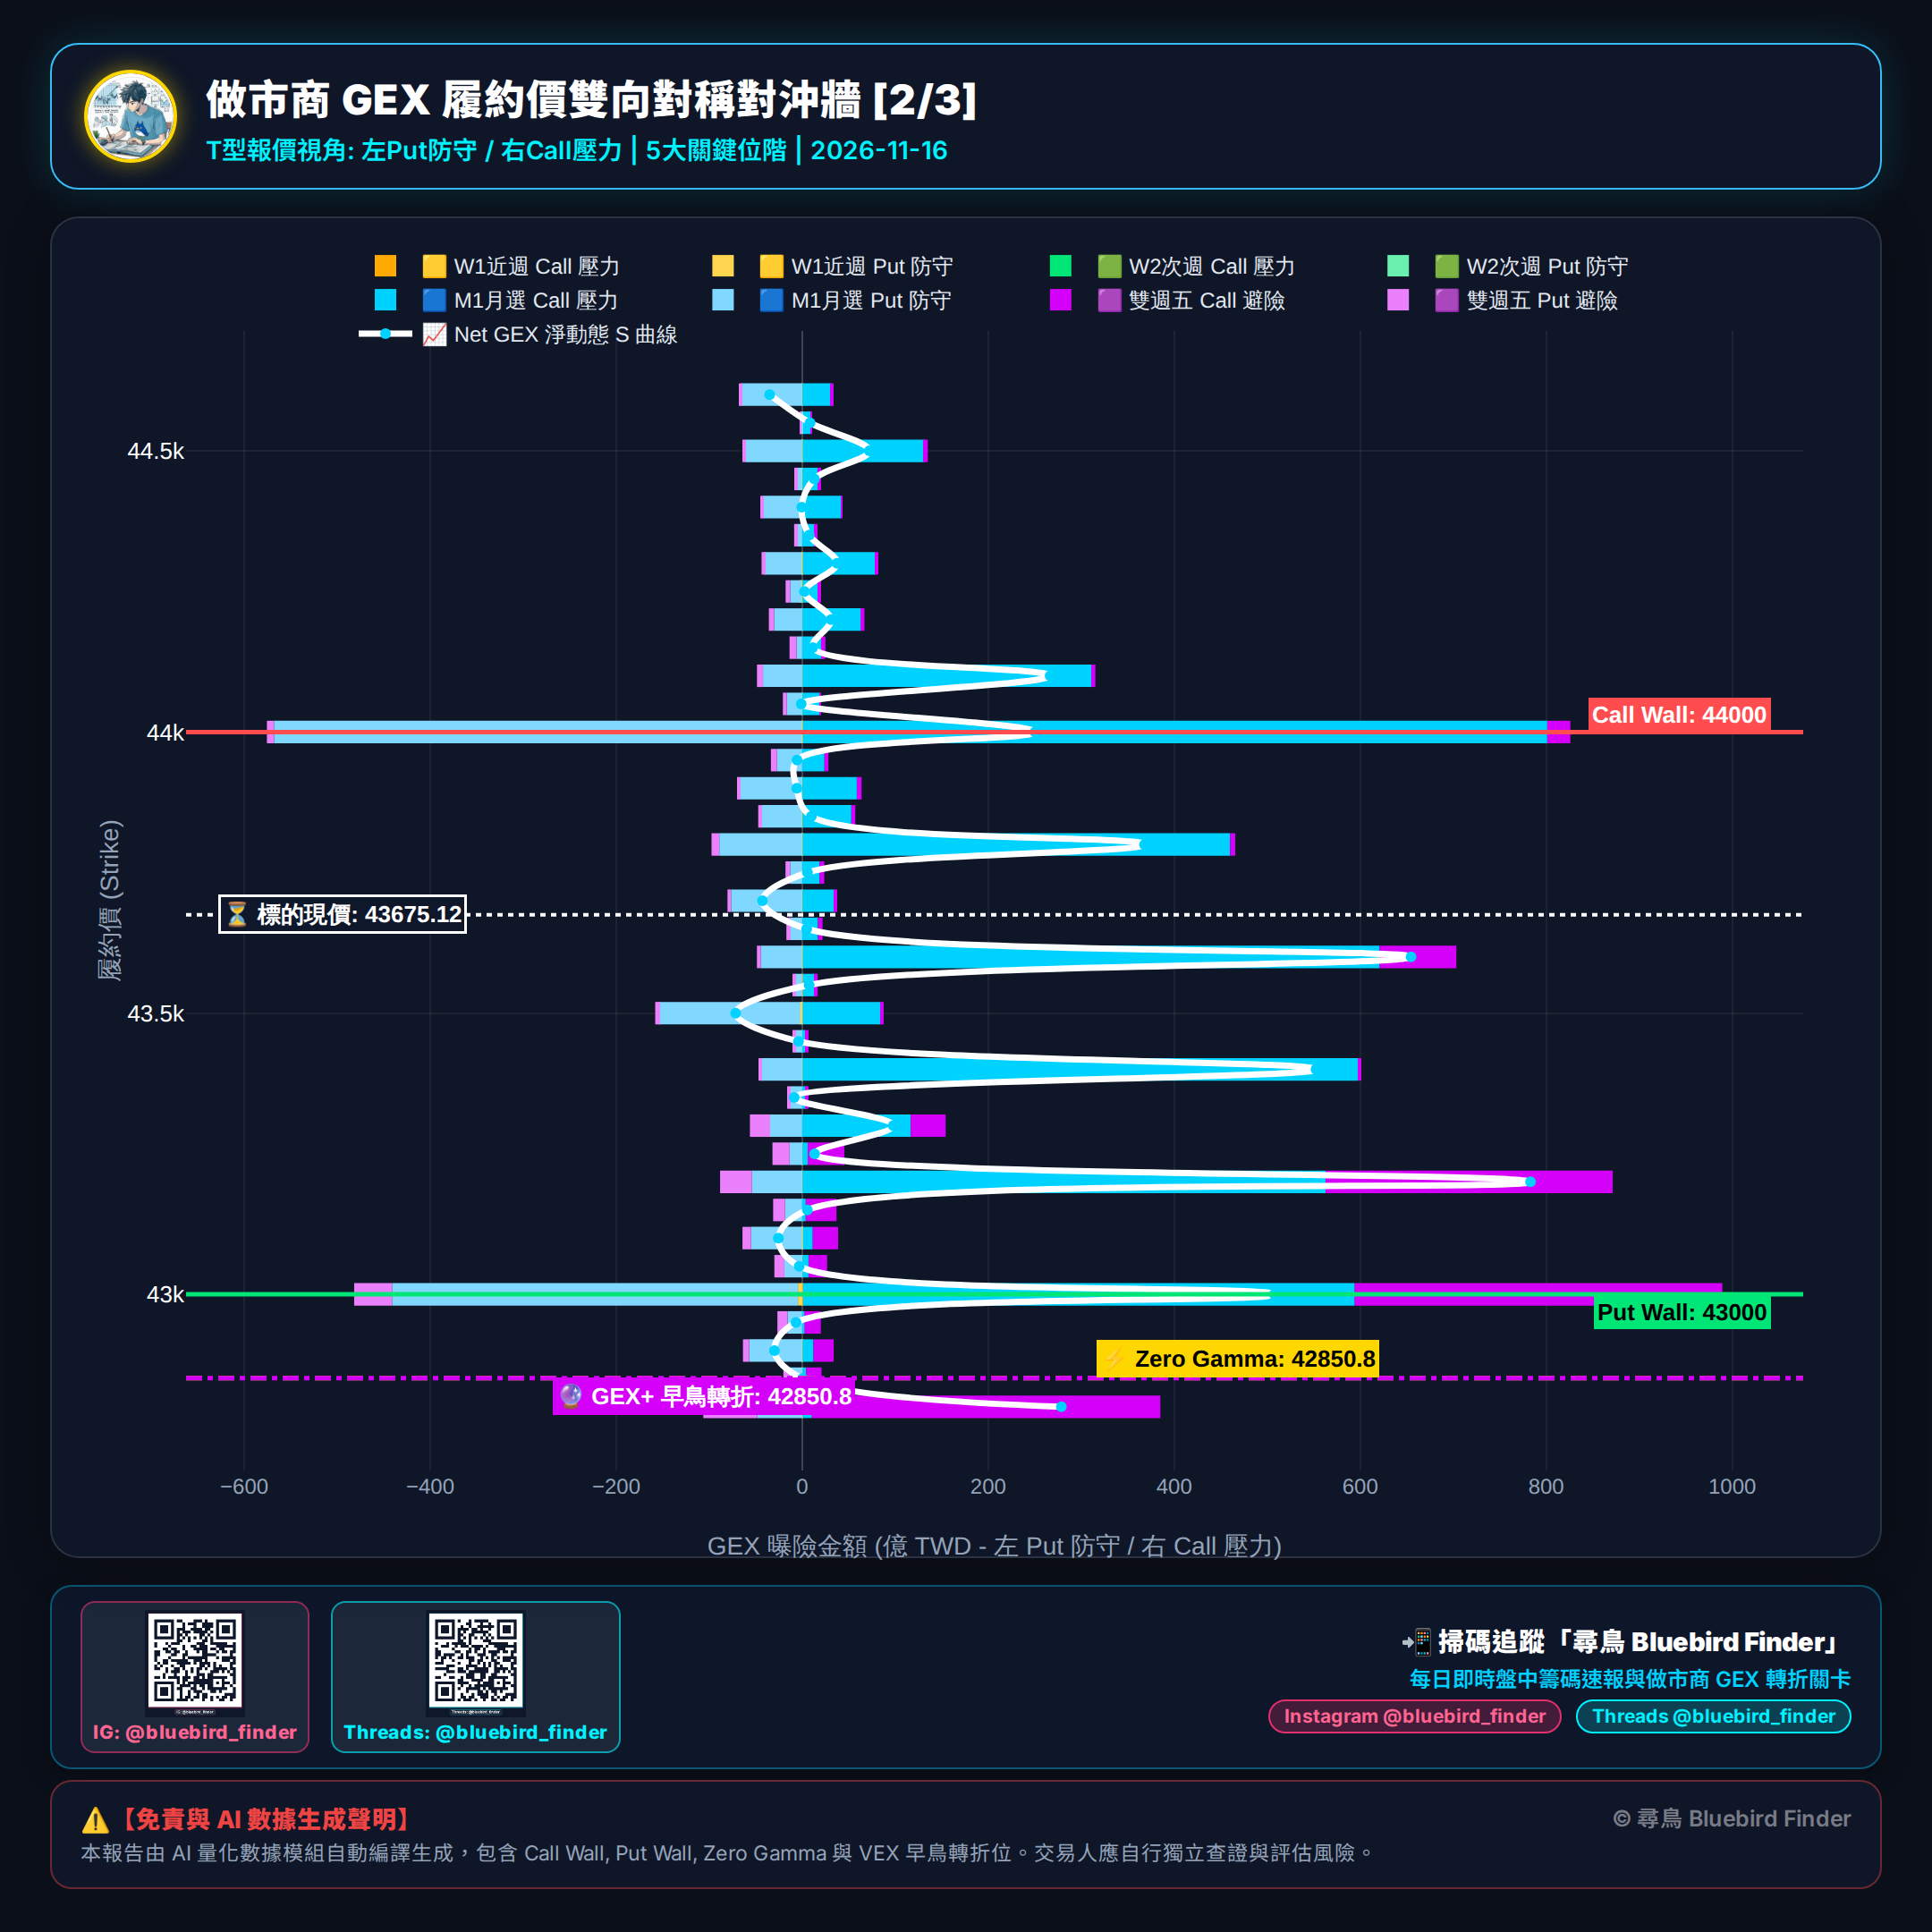 做市商 GEX 履約價雙向對稱對沖牆 [2/3]
T型報價視角: 左Put防守 / 右Call壓力 | 5大關鍵位階 | 2026-11-16
W1近週 Call 壓力
W1近週 Put 防守
W2次週 Call 壓力
W2次週 Put 防守
M1月選 Call 壓力
M1月選 Put 防守
雙週五 Call 避險
雙週五 Put 避險
Net GEX 淨動態 S 曲線
44.5k
Call Wall: 44000
44k
履約價 (Strike)
標的現價: 43675.12
43.5k
43k
Put Wall: 43000
Zero Gamma: 42850.8
GEX+ 早鳥轉折: 42850.8
−600
−400
−200
0
200
400
600
800
1000
GEX 曝險金額 (億 TWD - 左 Put 防守 / 右 Call 壓力)
IG: @bluebird_finder
Threads: @bluebird_finder
IG: @bluebird_finder
Threads: @bluebird_finder
掃碼追蹤「尋鳥 Bluebird Finder」
每日即時盤中籌碼速報與做市商 GEX 轉折關卡
Instagram @bluebird_finder
Threads @bluebird_finder
【免責與 AI 數據生成聲明】
© 尋鳥 Bluebird Finder
本報告由 AI 量化數據模組自動編譯生成，包含 Call Wall, Put Wall, Zero Gamma 與 VEX 早鳥轉折位。交易人應自行獨立查證與評估風險。